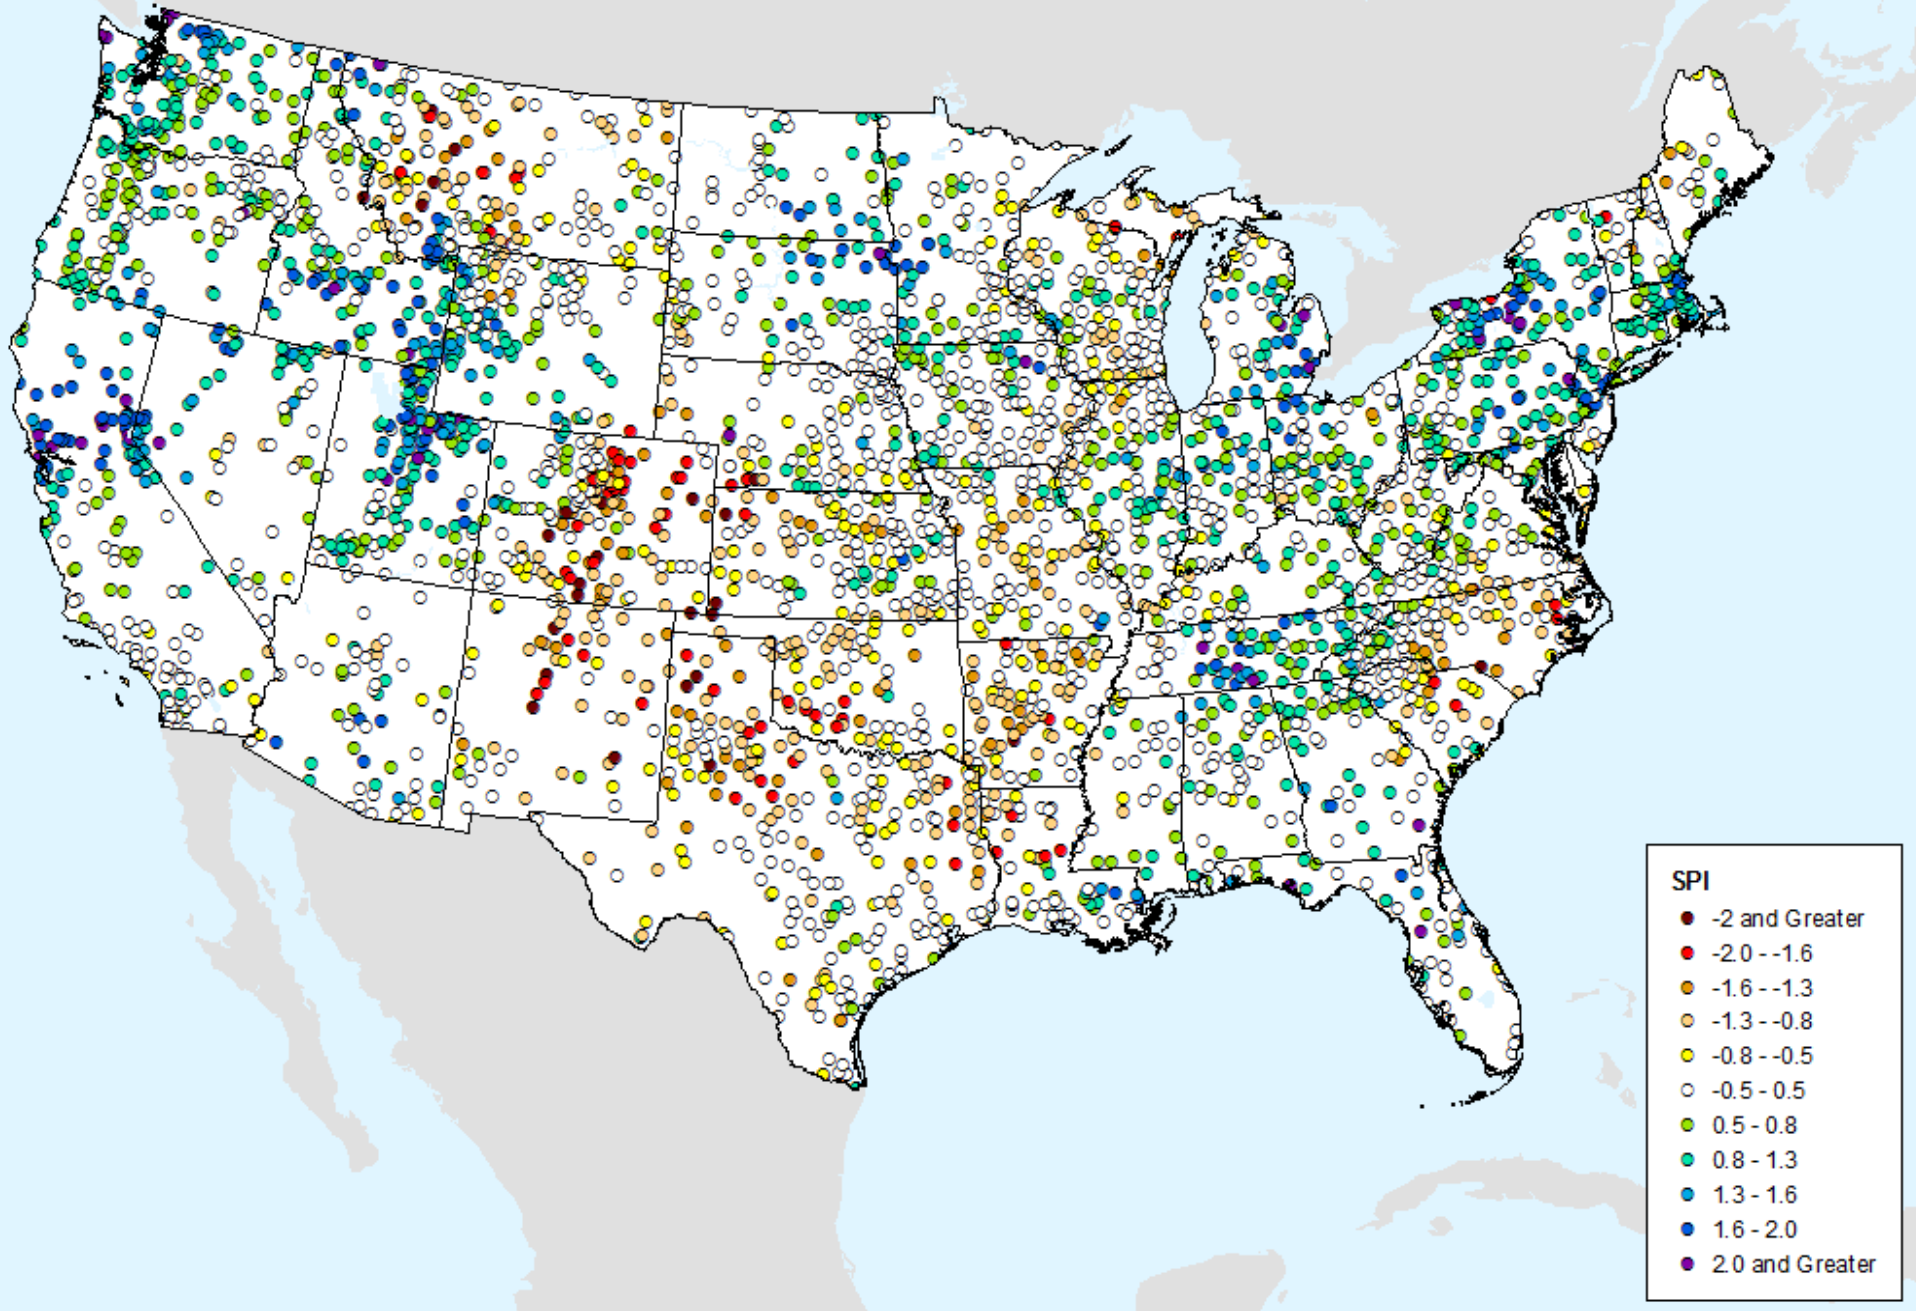 SPI
-2 and Greater
-2.0 - -1.6
-1.6 - -1.3
-1.3 - -0.8
-0.8 - -0.5
-0.5 - 0.5
0.5 - 0.8
0.8 - 1.3
1.3 - 1.6
1.6 - 2.0
2.0 and Greater